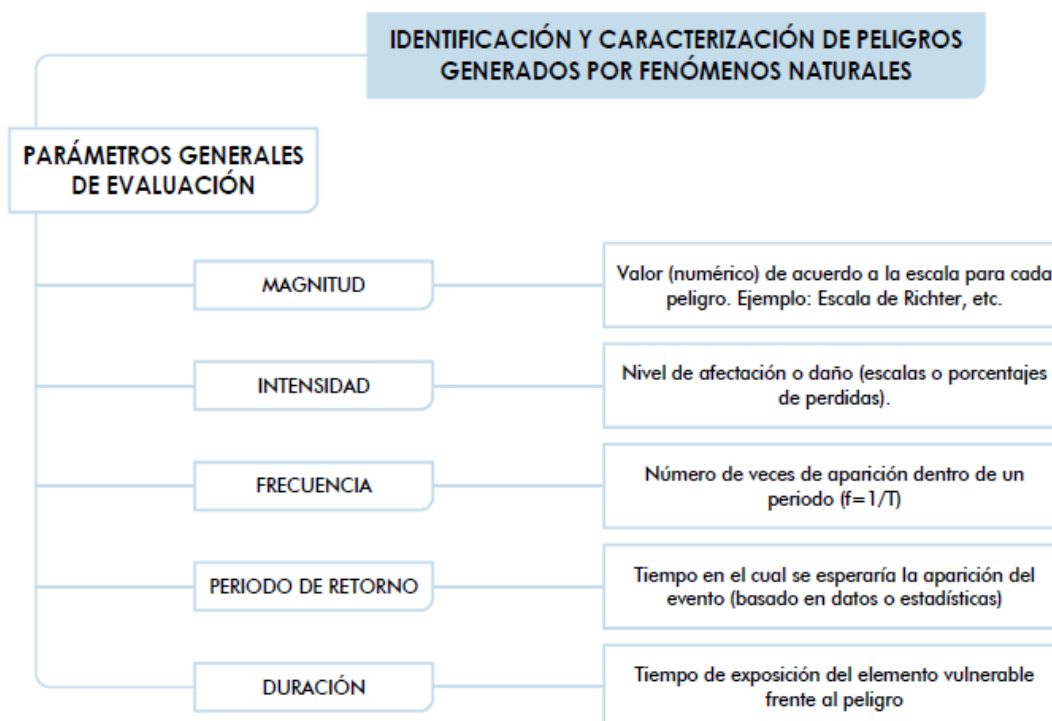 IDENTIFICACIÓN Y CARACTERIZACIÓN DE PELIGROS
GENERADOS POR FENÓMENOS NATURALES
PARÁMETROS GENERALES
DE EVALUACIÓN
MAGNITUD
Valor (numérico) de acuerdo a la escala para cada
peligro. Ejemplo: Escala de Richter, etc.
INTENSIDAD
Nivel de afectación o daño (escalas o porcentajes
de perdidas).
FRECUENCIA
Número de veces de aparición dentro de un
periodo (f=1/T)
PERIODO DE RETORNO
Tiempo en el cual se esperaría la aparición del
evento (basado en datos o estadísticas)
DURACIÓN
Tiempo de exposición del elemento vulnerable
frente al peligro